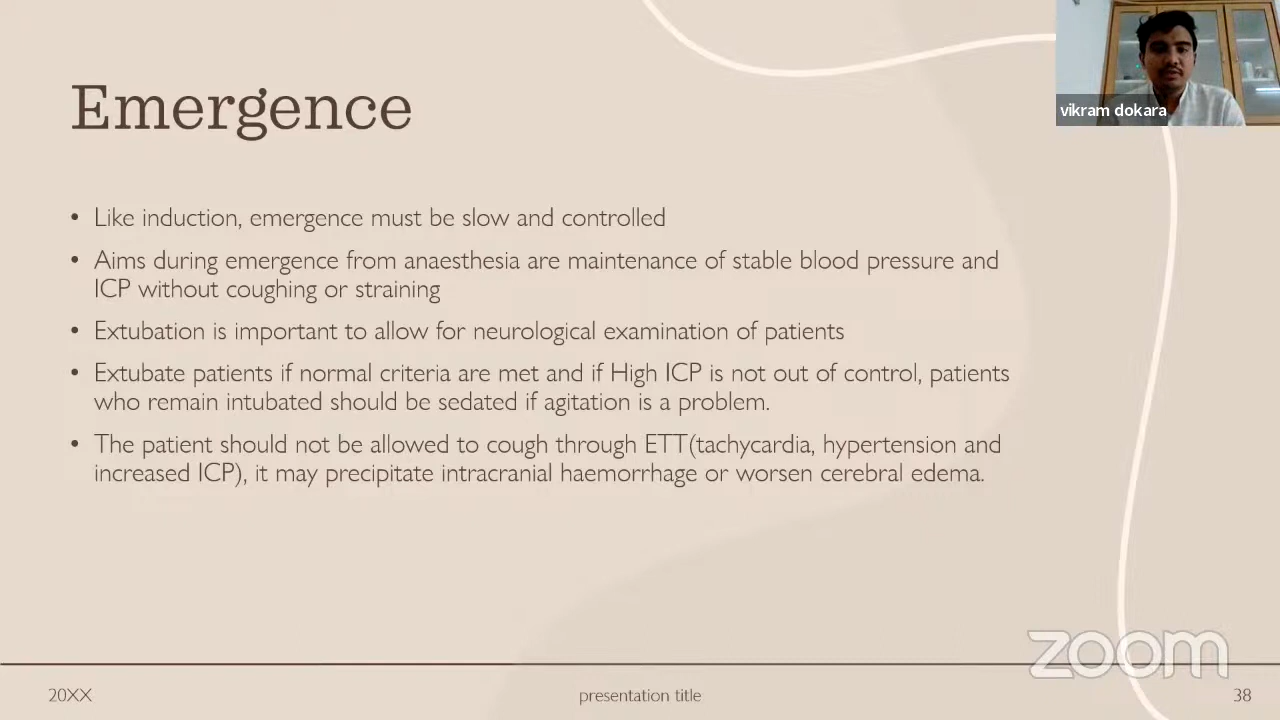 Emergence
vikram dokara
• Like induction, emergence must be slow and controlled
• Aims during emergence from anaesthesia are maintenance of stable blood pressure and
ICP without coughing or straining
• Extubation is important to allow for neurological examination of patients
• Extubate patients if normal criteria are met and if High ICP is not out of control, patients
who remain intubated should be sedated if agitation is a problem.
• The patient should not be allowed to cough through ETT(tachycardia, hypertension and
increased ICP), it may precipitate intracranial haemorrhage or worsen cerebral edema.
zoom
20XX
presentation title
38